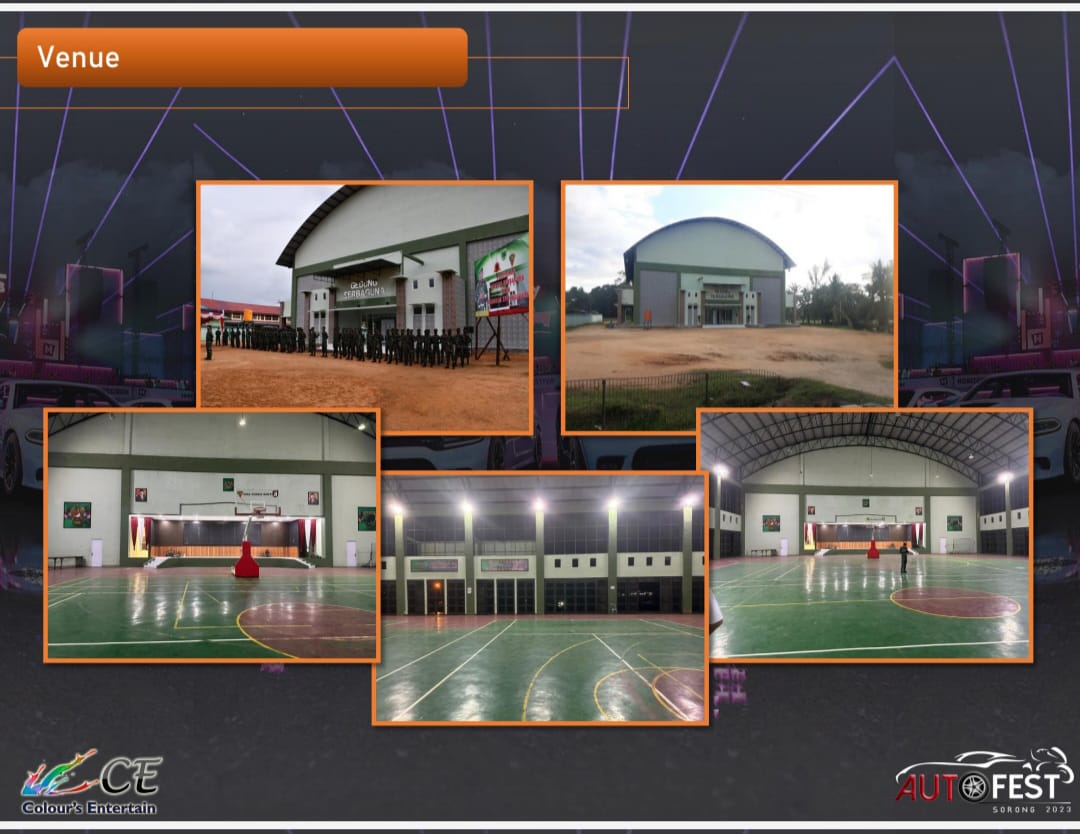 Venue
GEDUNG
SERBAGUNA
CE
Colour's Entertain
AUTOFEST
SORONG 2023